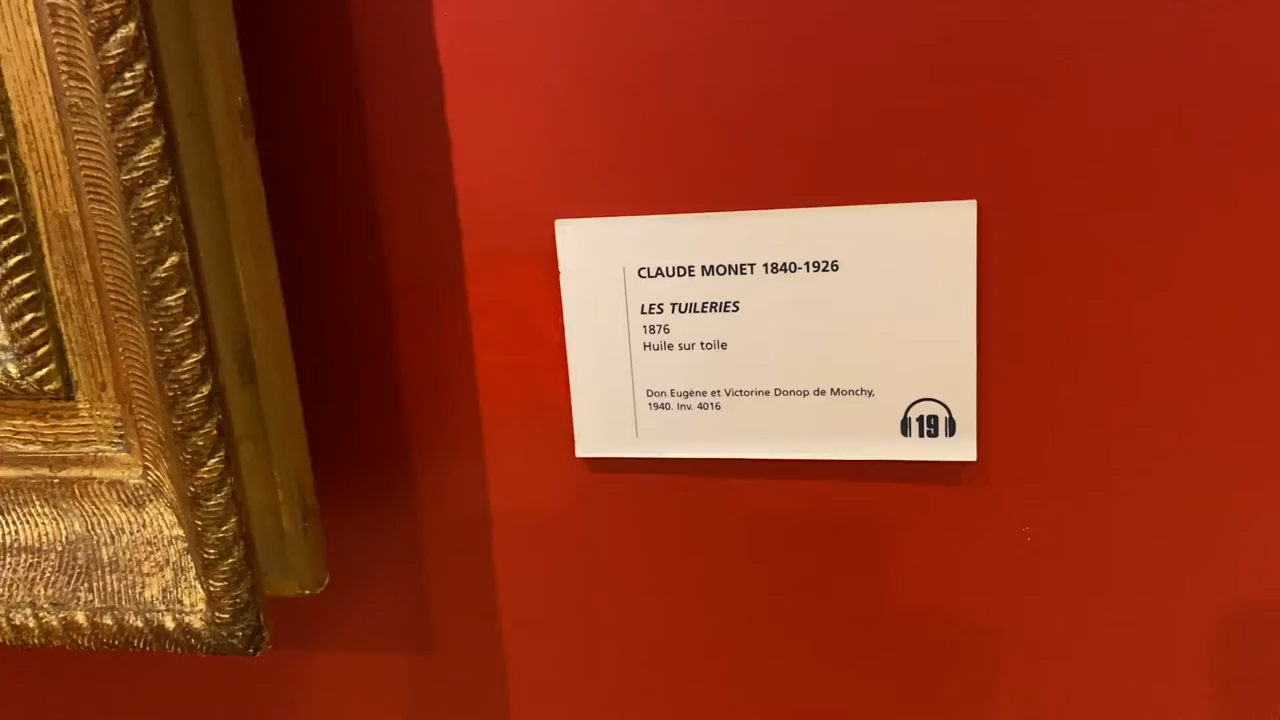 CLAUDE MONET 1840-1926
LES TUILERIES
1876
Huile sur toile
Don Eugène et Victorine Donop de Monchy,
1940. Inv. 4016
19